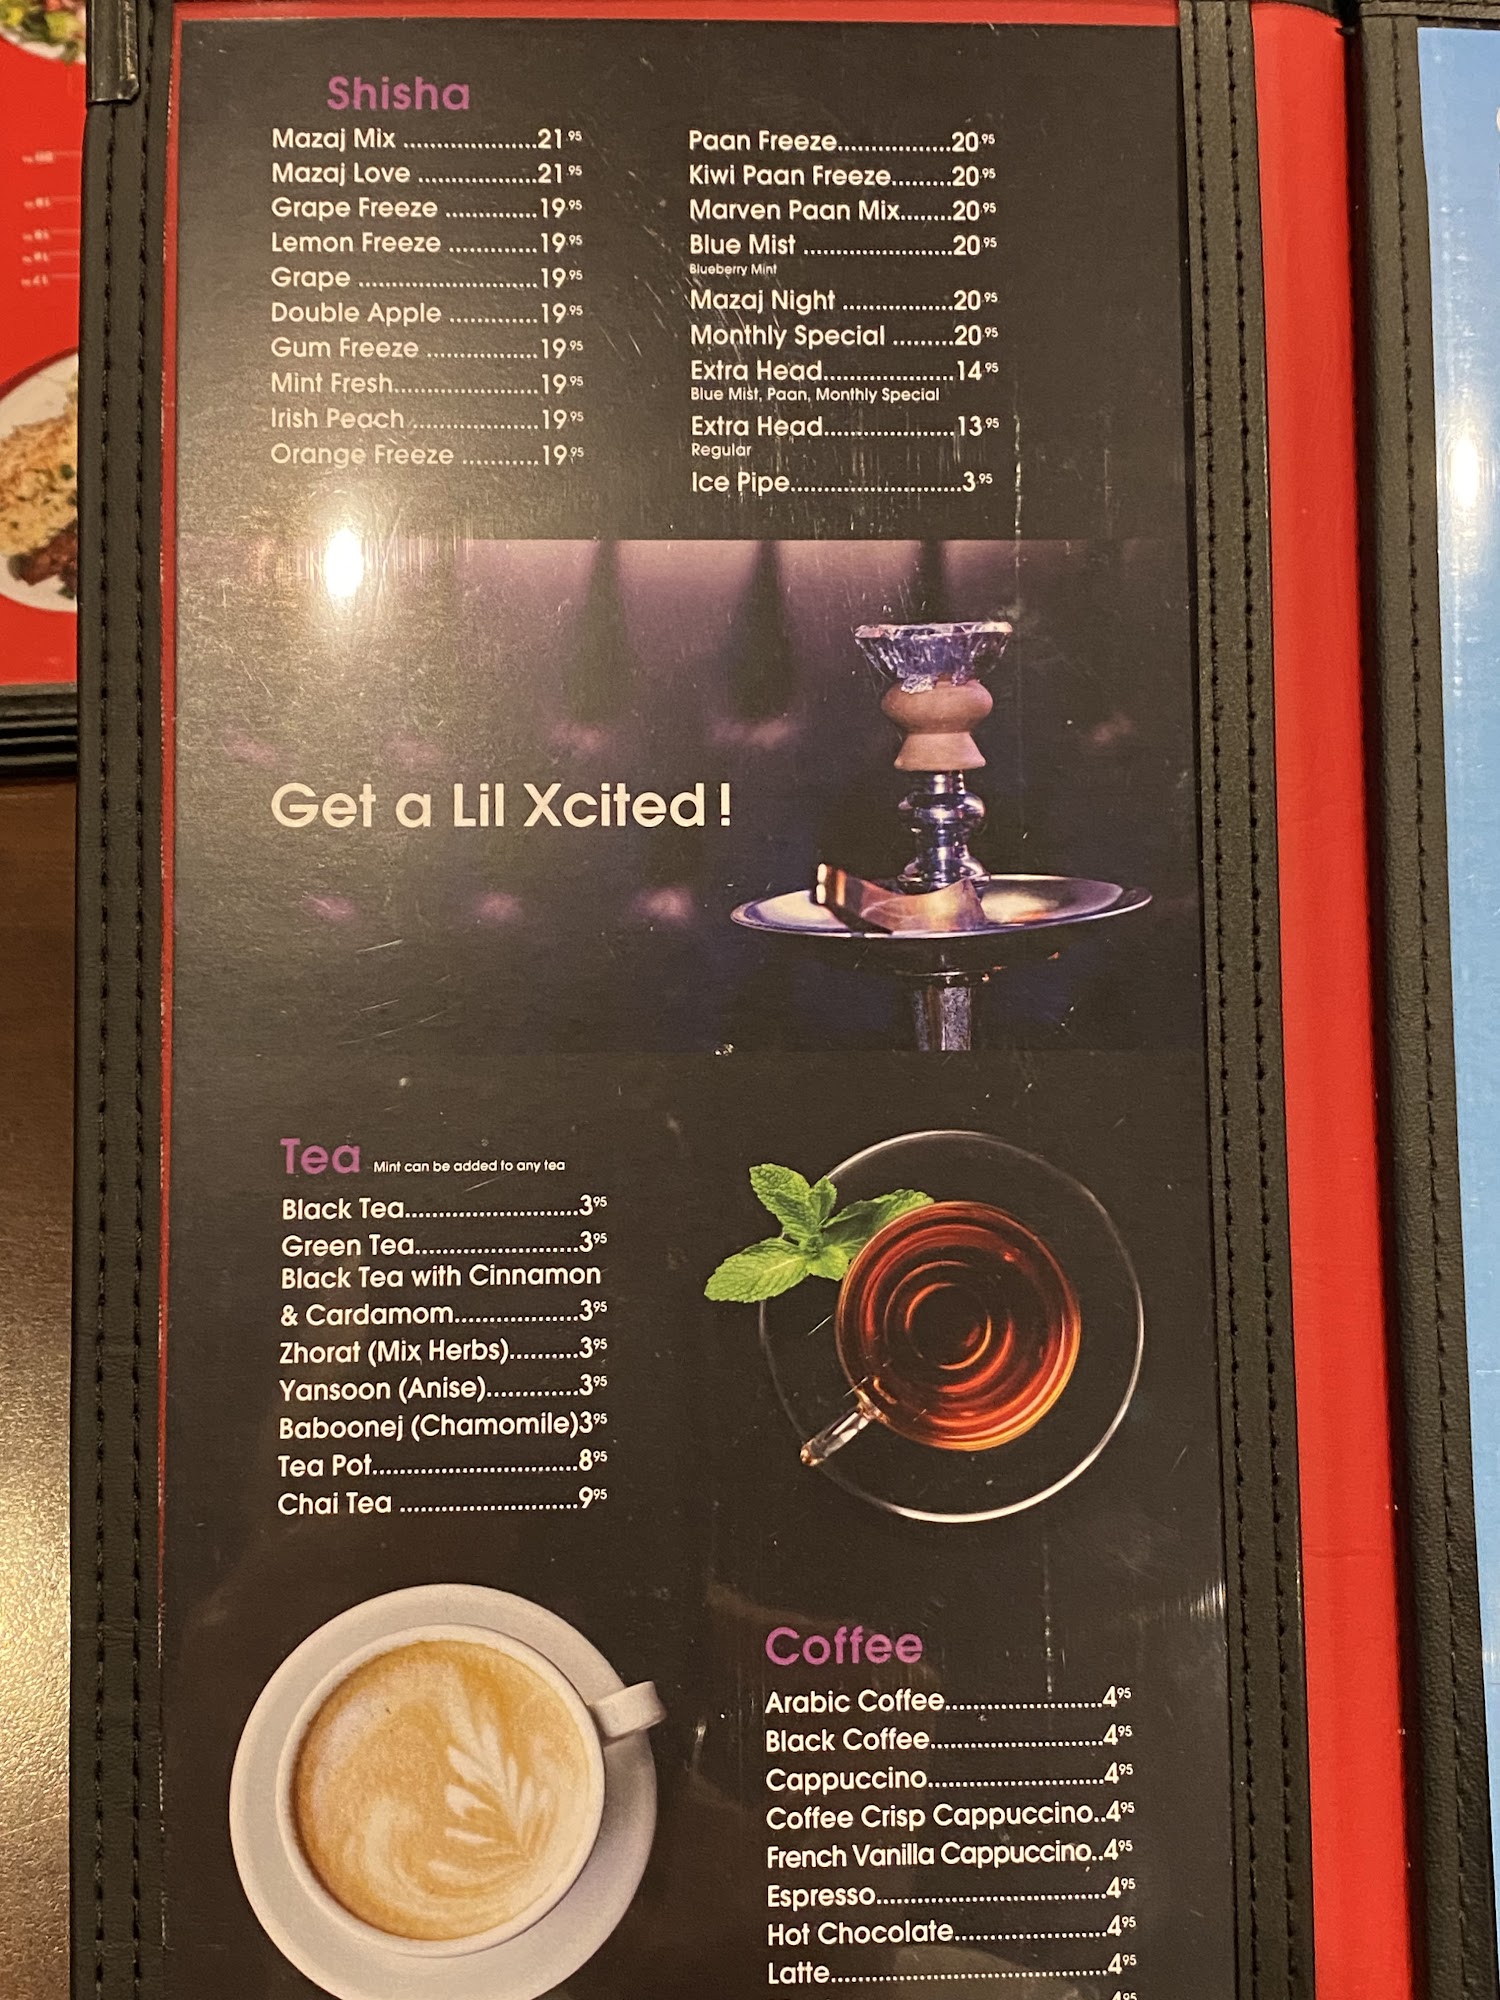 Shisha
Mazaj Mix .....................21.95
Mazaj Love ...................21.95
Grape Freeze ..............19.95
Lemon Freeze ..............19.95
Grape ............................19.95
Double Apple ..............19.95
Gum Freeze .................19.95
Mint Fresh......................19.95
Irish Peach ....................19.95
Orange Freeze ............19.95
Paan Freeze..................20.95
Kiwi Paan Freeze.........20.95
Marven Paan Mix........20.95
Blue Mist .......................20.95
Blueberry Mint
Mazaj Night .................20.95
Monthly Special .........20.95
Extra Head....................14.95
Blue Mist, Paan, Monthly Special
Extra Head....................13.95
Regular
Ice Pipe..........................3.95
Get a Lil Xcited!
Tea Mint can be added to any tea
Black Tea.........................3.95
Green Tea........................3.95
Black Tea with Cinnamon
& Cardamom..................3.95
Zhorat (Mix Herbs)..........3.95
Yansoon (Anise).............3.95
Baboonej (Chamomile)3.95
Tea Pot..............................8.95
Chai Tea ..........................9.95
Coffee
Arabic Coffee.......................4.95
Black Coffee.........................4.95
Cappuccino..........................4.95
Coffee Crisp Cappuccino..4.95
French Vanilla Cappuccino..4.95
Espresso.................................4.95
Hot Chocolate......................4.95
Latte........................................4.95
4.95